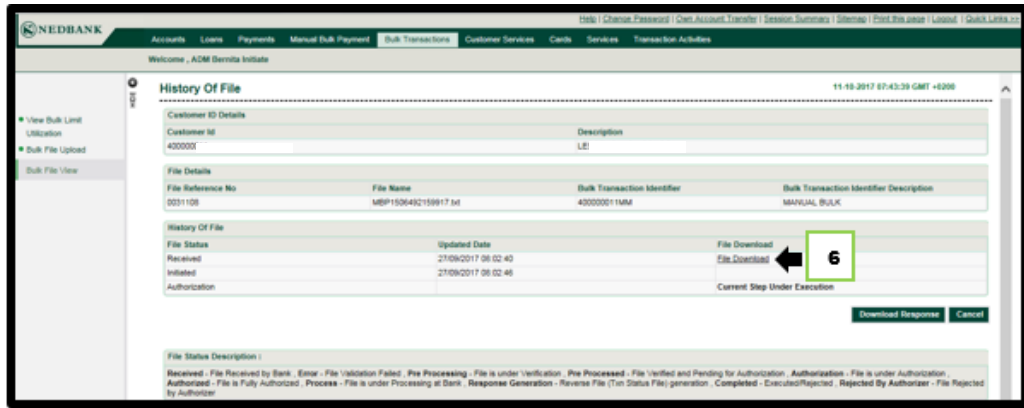 NEDBANK
Help | Change Password | Own Account Transfer | Session Summary | Sitemap | Print this page | Logout | Quick Links >>
Accounts Loans Payments Manual Bulk Payment Bulk Transactions Customer Services Cards Services Transaction Activities
Welcome , ADM Bernita Initiate
HIDE
History Of File 11-10-2017 07:43:39 GMT +0200
View Bulk Limit
Utilization
Bulk File Upload
Bulk File View
Customer ID Details
Customer Id Description
400000 LE
File Details
File Reference No File Name Bulk Transaction Identifier Bulk Transaction Identifier Description
0031108 MBP1506492159917.txt 400000011MM MANUAL BULK
History Of File
File Status Updated Date File Download
Received 27/09/2017 08:02:40 File Download
6
Initiated 27/09/2017 08:02:46
Authorization Current Step Under Execution
Download Response Cancel
File Status Description :
Received - File Received by Bank , Error - File Validation Failed , Pre Processing - File is under Verification , Pre Processed - File Verified and Pending for Authorization , Authorization - File is under Authorization ,
Authorized - File is Fully Authorized , Process - File is under Processing at Bank , Response Generation - Reverse File (Txn Status File) generation , Completed - Executed/Rejected , Rejected By Authorizer - File Rejected
by Authorizer